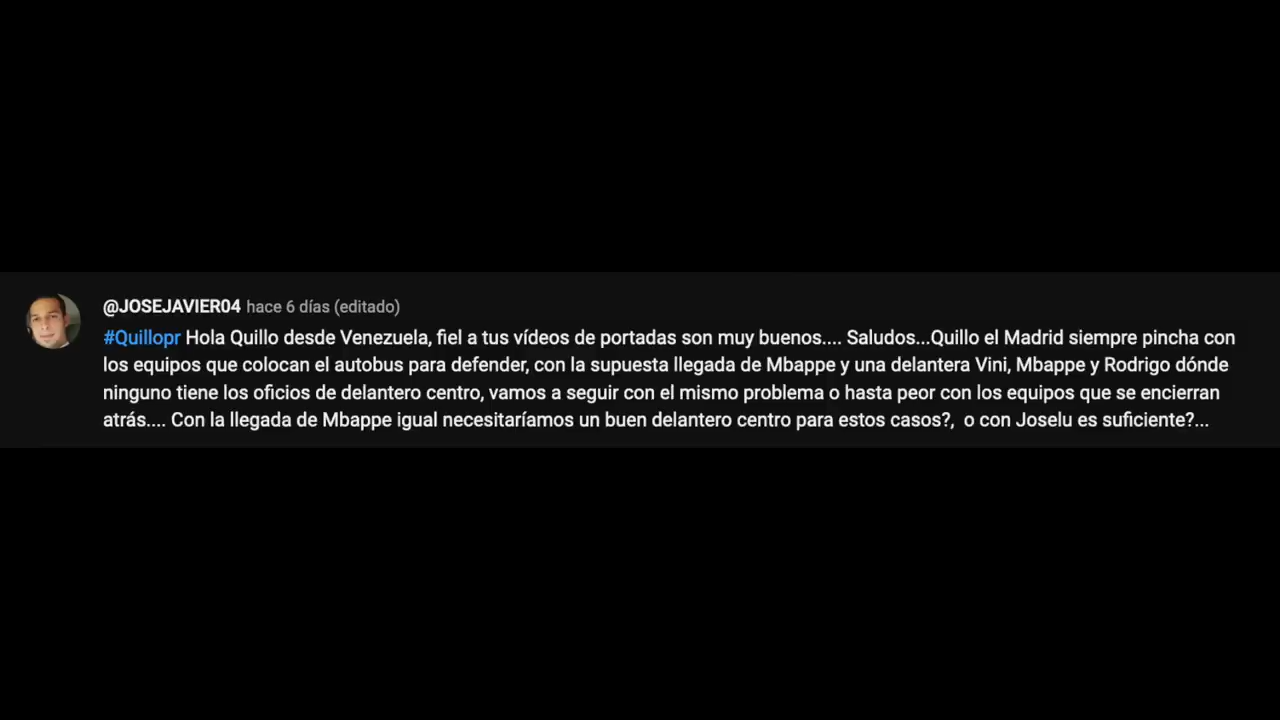 @JOSEJAVIER04 hace 6 días (editado)
#Quillopr Hola Quillo desde Venezuela, fiel a tus vídeos de portadas son muy buenos.... Saludos...Quillo el Madrid siempre pincha con
los equipos que colocan el autobus para defender, con la supuesta llegada de Mbappe y una delantera Vini, Mbappe y Rodrigo dónde
ninguno tiene los oficios de delantero centro, vamos a seguir con el mismo problema o hasta peor con los equipos que se encierran
atrás.... Con la llegada de Mbappe igual necesitaríamos un buen delantero centro para estos casos?,  o con Joselu es suficiente?...